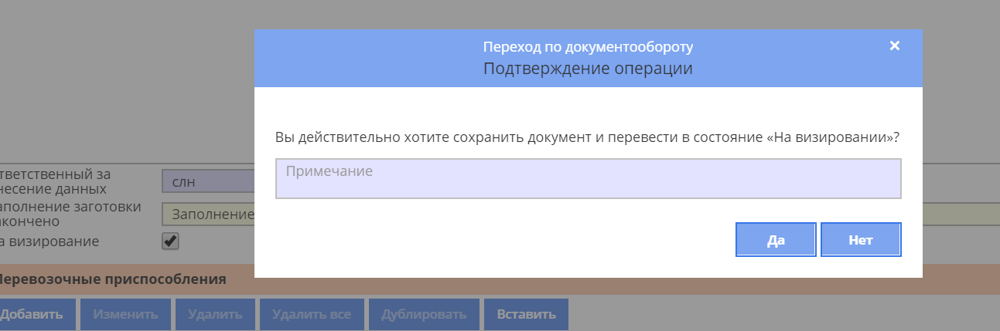 Переход по документообороту
×
Подтверждение операции
Вы действительно хотите сохранить документ и перевести в состояние «На визировании»?
Примечание
Да
Нет
тветственный за
несение данных
слн
аполнение заготовки
акончено
Заполнение
а визирование
Перевозочные приспособления
Добавить
Изменить
Удалить
Удалить все
Дублировать
Вставить